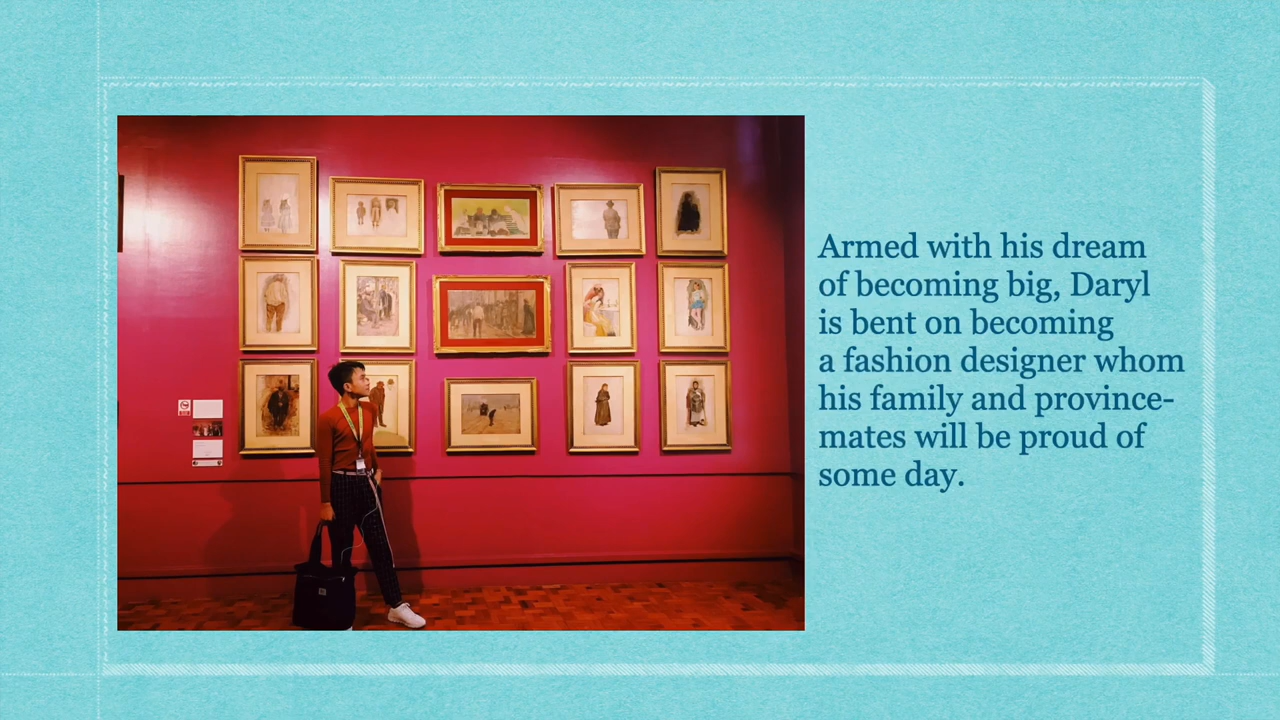 Armed with his dream
of becoming big, Daryl
is bent on becoming
a fashion designer whom
his family and province-
mates will be proud of
some day.